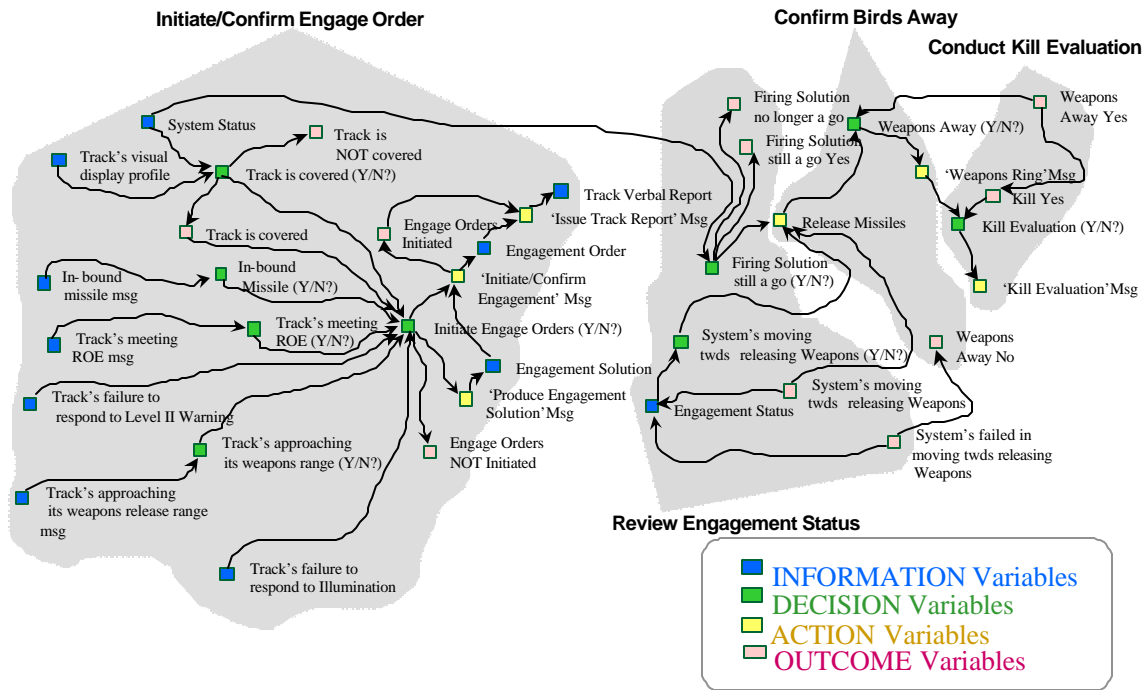 Initiate/Confirm Engage Order
Confirm Birds Away
Conduct Kill Evaluation
System Status
Track is
NOT covered
Track's visual
display profile
Track is covered (Y/N?)
Track is covered
In- bound
missile msg
In-bound
Missile (Y/N?)
Track's meeting
ROE msg
Track's meeting
ROE (Y/N?)
Track's failure to
respond to Level II Warning
Track's approaching
its weapons range (Y/N?)
Track's approaching
its weapons release range
msg
Track's failure to
respond to Illumination
Engage Orders
Initiated
Track Verbal Report
'Issue Track Report' Msg
Engagement Order
'Initiate/Confirm
Engagement' Msg
Initiate Engage Orders (Y/N?)
Engagement Solution
'Produce Engagement
Solution'Msg
Engage Orders
NOT Initiated
Firing Solution
no longer a go
Firing Solution
still a go Yes
Weapons Away (Y/N?)
Weapons
Away Yes
'Weapons Ring'Msg
Kill Yes
Release Missiles
Kill Evaluation (Y/N?)
Firing Solution
still a go (Y/N?)
'Kill Evaluation'Msg
System's moving
twds releasing Weapons (Y/N?)
Weapons
Away No
System's moving
twds releasing Weapons
Engagement Status
System's failed in
moving twds releasing
Weapons
Review Engagement Status
INFORMATION Variables
DECISION Variables
ACTION Variables
OUTCOME Variables